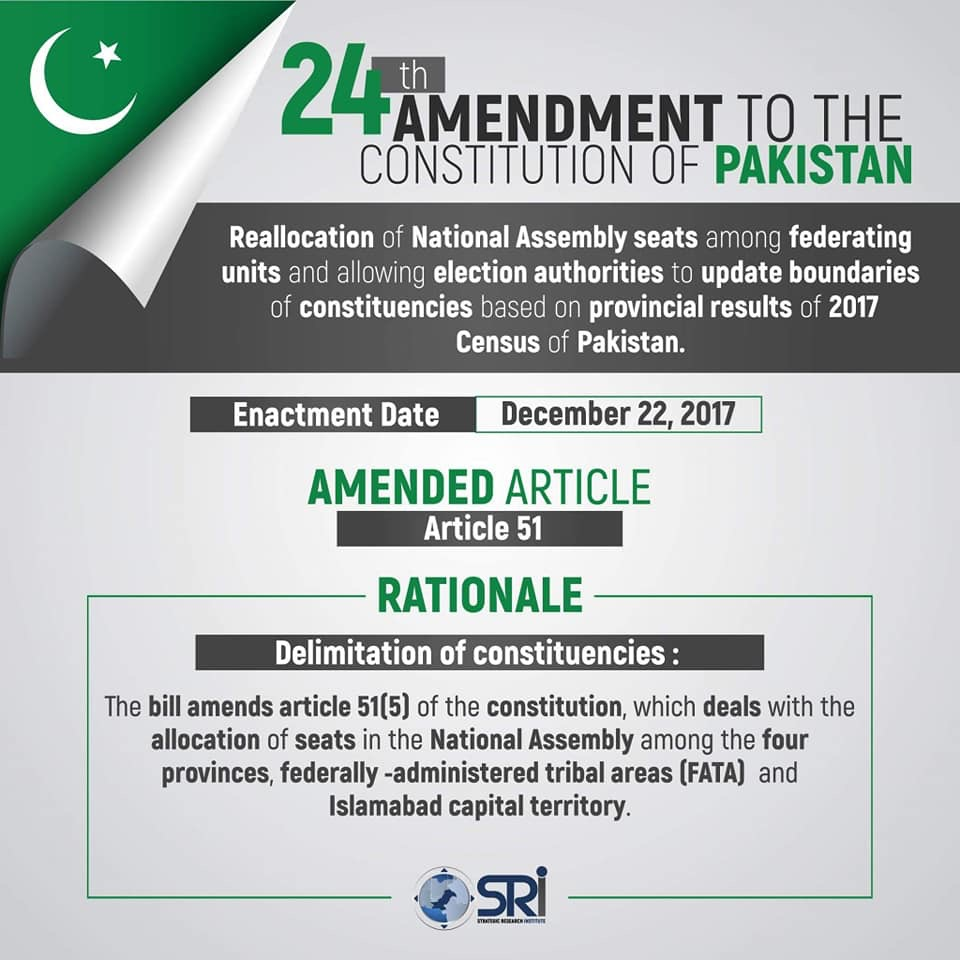 24th
AMENDMENT TO THE
CONSTITUTION OF PAKISTAN
Reallocation of National Assembly seats among federating
units and allowing election authorities to update boundaries
of constituencies based on provincial results of 2017
Census of Pakistan.
Enactment Date December 22, 2017
AMENDED ARTICLE
Article 51
RATIONALE
Delimitation of constituencies :
The bill amends article 51(5) of the constitution, which deals with the
allocation of seats in the National Assembly among the four
provinces, federally -administered tribal areas (FATA) and
Islamabad capital territory.
SRi
STRATEGIC RESEARCH INSTITUTE